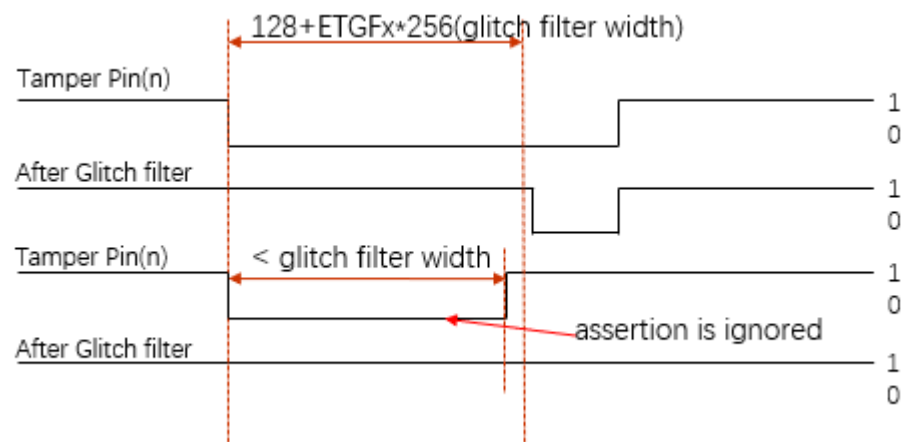 128+ETGFx*256(glitch filter width)
Tamper Pin(n)
1
0
After Glitch filter
1
0
Tamper Pin(n)
< glitch filter width
1
0
assertion is ignored
After Glitch filter
1
0